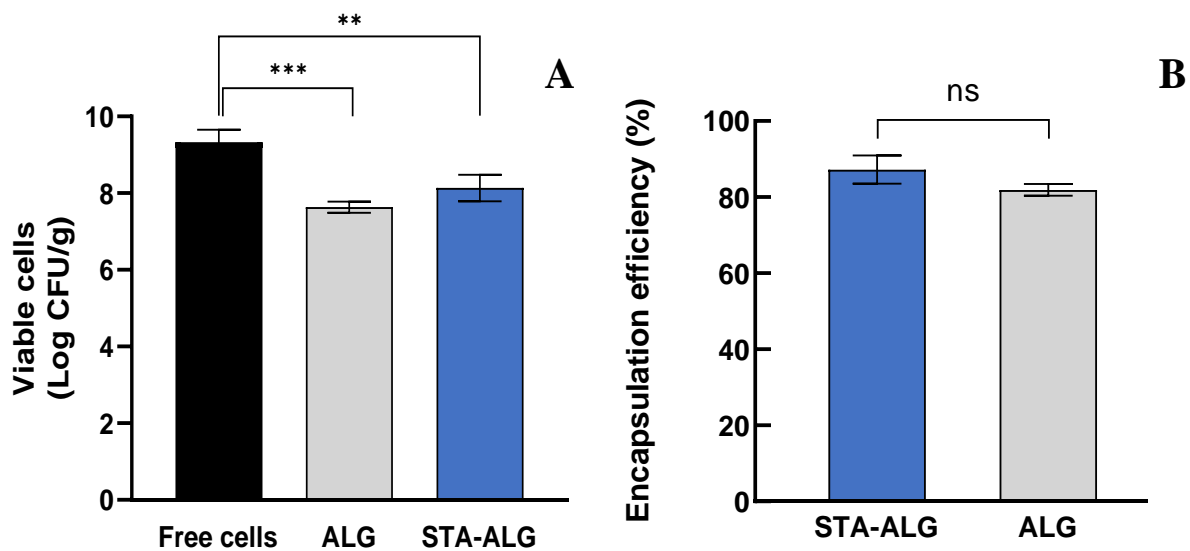 A
**
***
Viable cells
(Log CFU/g)
10
8
6
4
2
0
Free cells ALG STA-ALG
B
ns
Encapsulation efficiency (%)
100
80
60
40
20
0
STA-ALG ALG